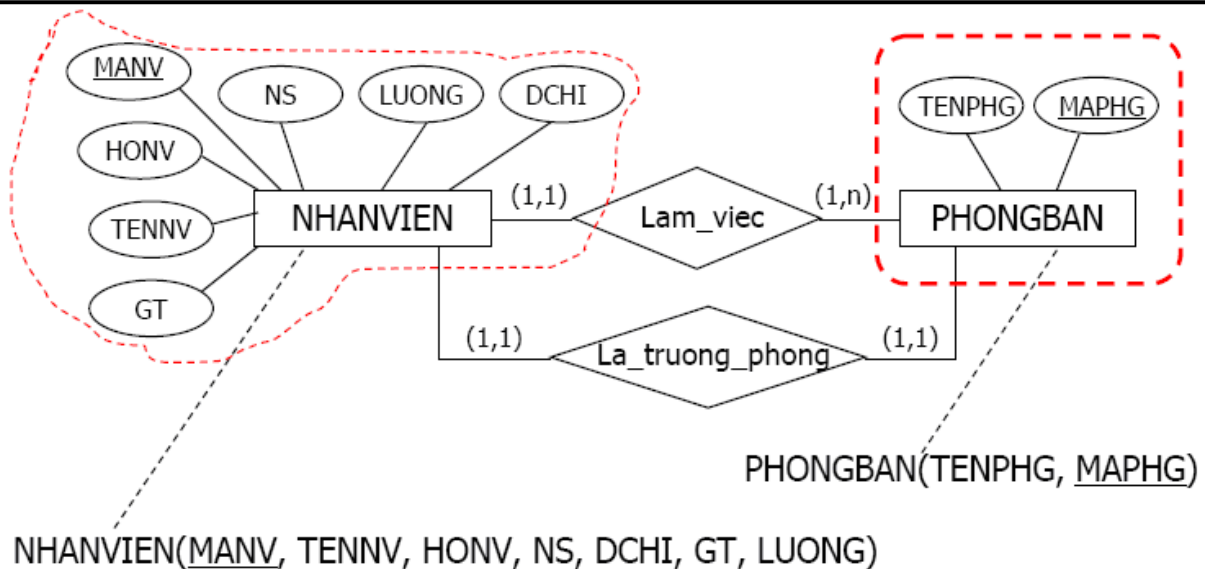 MANV
NS
LUONG
DCHI
TENPHG
MAPHG
HONV
TENNV
GT
NHANVIEN
(1,1)
Lam_viec
(1,n)
PHONGBAN
(1,1)
La_truong_phong
(1,1)
PHONGBAN(TENPHG, MAPHG)
NHANVIEN(MANV, TENNV, HONV, NS, DCHI, GT, LUONG)